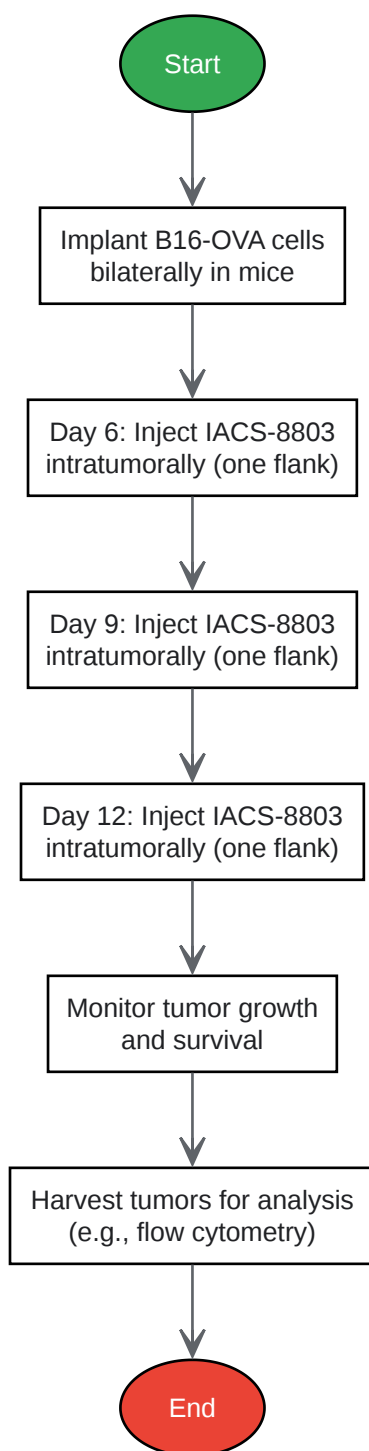 Start
Implant B16-OVA cells
bilaterally in mice
Day 6: Inject IACS-8803
intratumorally (one flank)
Day 9: Inject IACS-8803
intratumorally (one flank)
Day 12: Inject IACS-8803
intratumorally (one flank)
Monitor tumor growth
and survival
Harvest tumors for analysis
(e.g., flow cytometry)
End